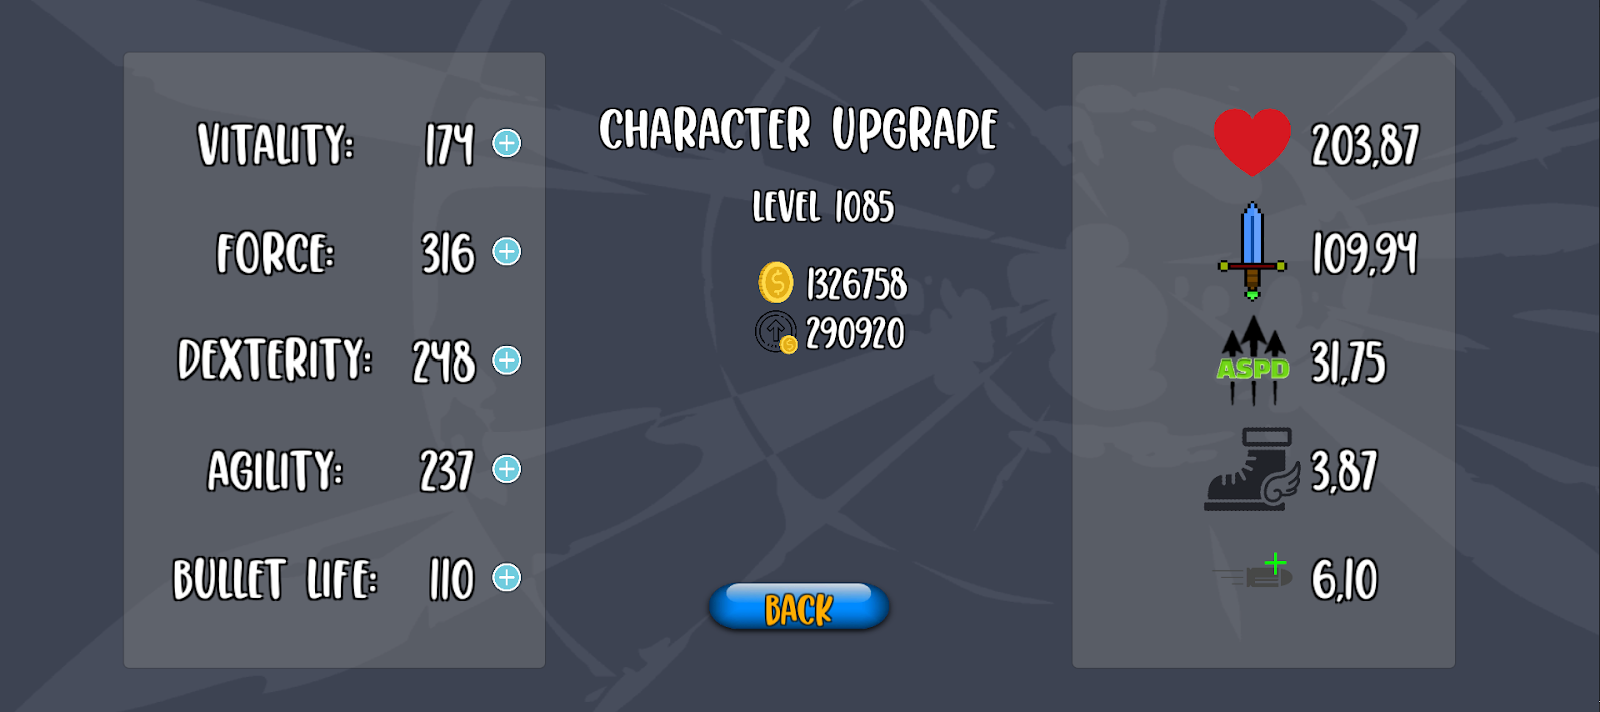 VITALITY: 174
FORCE: 316
DEXTERITY: 248
AGILITY: 237
BULLET LIFE: 110
CHARACTER UPGRADE
LEVEL 1085
1326758
290920
BACK
203,87
109,94
ASPD 31,75
3,87
6,10